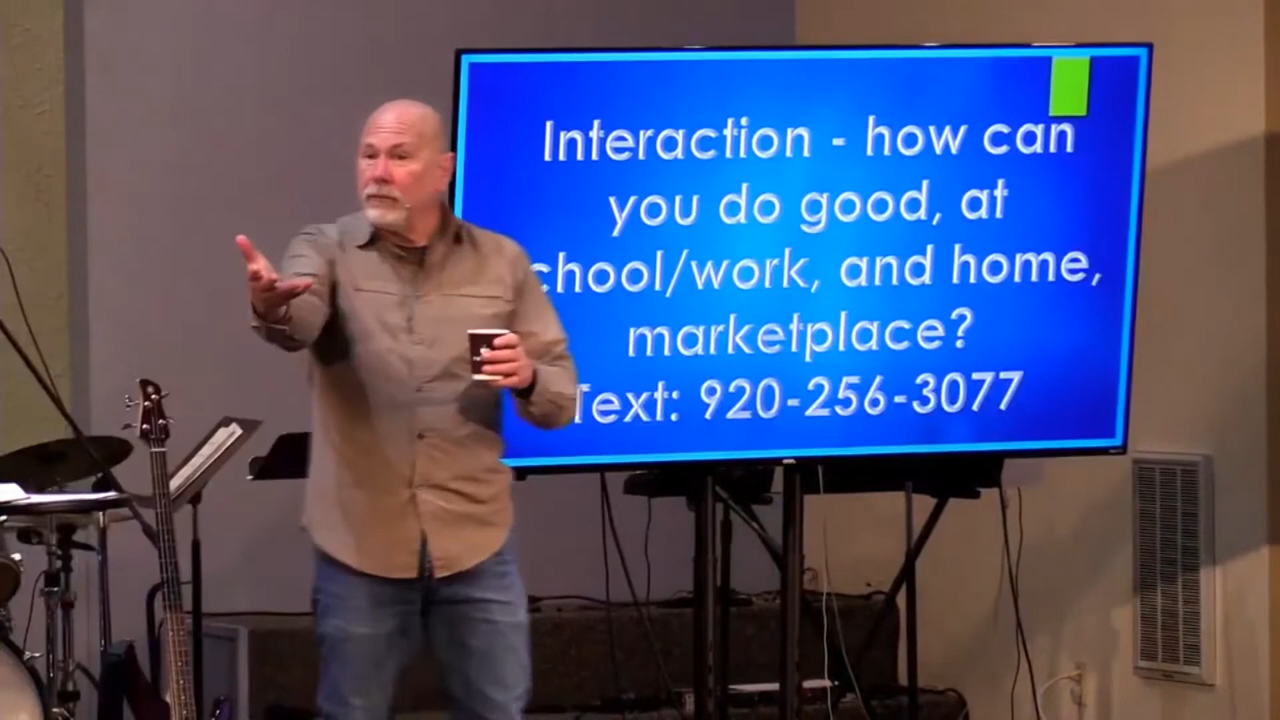 Interaction - how can
you do good, at
chool/work, and home,
marketplace?
Text: 920-256-3077